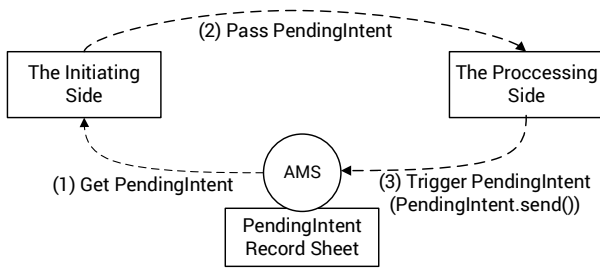 (2) Pass PendingIntent
The Initiating
Side
The Proccessing
Side
(1) Get PendingIntent
AMS
(3) Trigger PendingIntent
(PendingIntent.send())
PendingIntent
Record Sheet